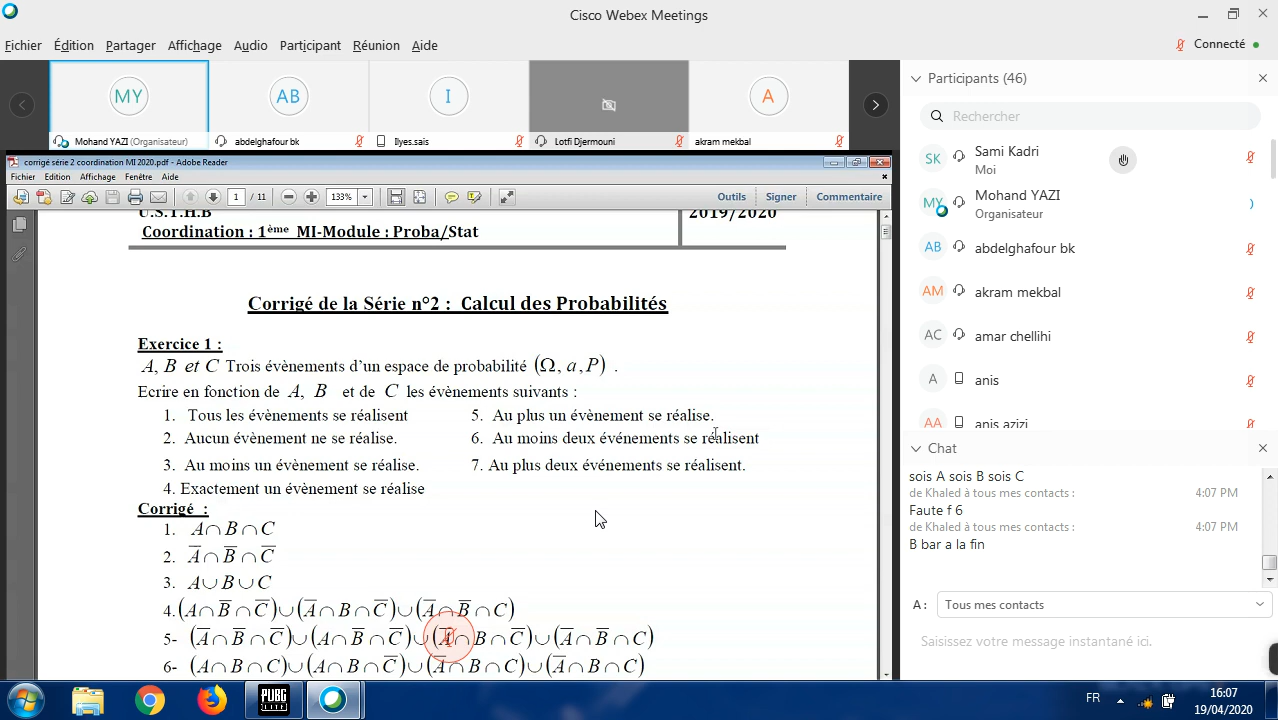 Cisco Webex Meetings
Fichier Édition Partager Affichage Audio Participant Réunion Aide
Connecté
MY AB I A
Mohand YAZI (Organisateur) abdelghafour bk Ilyes.sais Lotfi Djermouni akram mekbal
corrigé série 2 coordination MI 2020.pdf - Adobe Reader
Fichier Edition Affichage Fenêtre Aide
1 / 11 133% Outils Signer Commentaire
U.S.T.H.B 2019/2020
Coordination : 1ème MI-Module : Proba/Stat
Corrigé de la Série n°2 : Calcul des Probabilités
Exercice 1 :
A, B et C Trois évènements d'un espace de probabilité (Ω, a, P) .
Ecrire en fonction de A, B et de C les évènements suivants :
1. Tous les évènements se réalisent 5. Au plus un évènement se réalise.
2. Aucun évènement ne se réalise. 6. Au moins deux événements se réalisent
3. Au moins un évènement se réalise. 7. Au plus deux événements se réalisent.
4. Exactement un évènement se réalise
Corrigé :
1. A∩B∩C
2. A̅∩B̅∩C̅
3. A∪B∪C
4. (A∩B̅∩C̅)∪(A̅∩B∩C̅)∪(A̅∩B̅∩C)
5- (A̅∩B̅∩C̅)∪(A∩B̅∩C̅)∪(A̅∩B∩C̅)∪(A̅∩B̅∩C)
6- (A∩B∩C)∪(A∩B∩C̅)∪(A̅∩B∩C)∪(A̅∩B∩C)
Participants (46)
Rechercher
SK Sami Kadri
Moi
MY Mohand YAZI
Organisateur
AB abdelghafour bk
AM akram mekbal
AC amar chellihi
A anis
AA anis azizi
Chat
sois A sois B sois C
de Khaled à tous mes contacts : 4:07 PM
Faute f 6
de Khaled à tous mes contacts : 4:07 PM
B bar a la fin
A : Tous mes contacts
Saisissez votre message instantané ici.
PUBG LITE
FR 16:07
19/04/2020